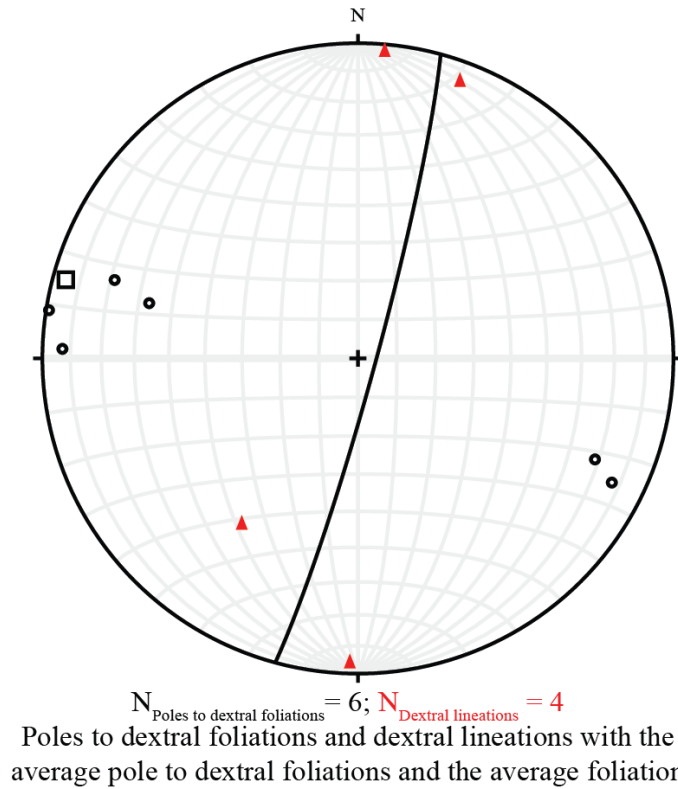 N
N Poles to dextral foliations = 6; N Dextral lineations = 4
Poles to dextral foliations and dextral lineations with the
average pole to dextral foliations and the average foliation